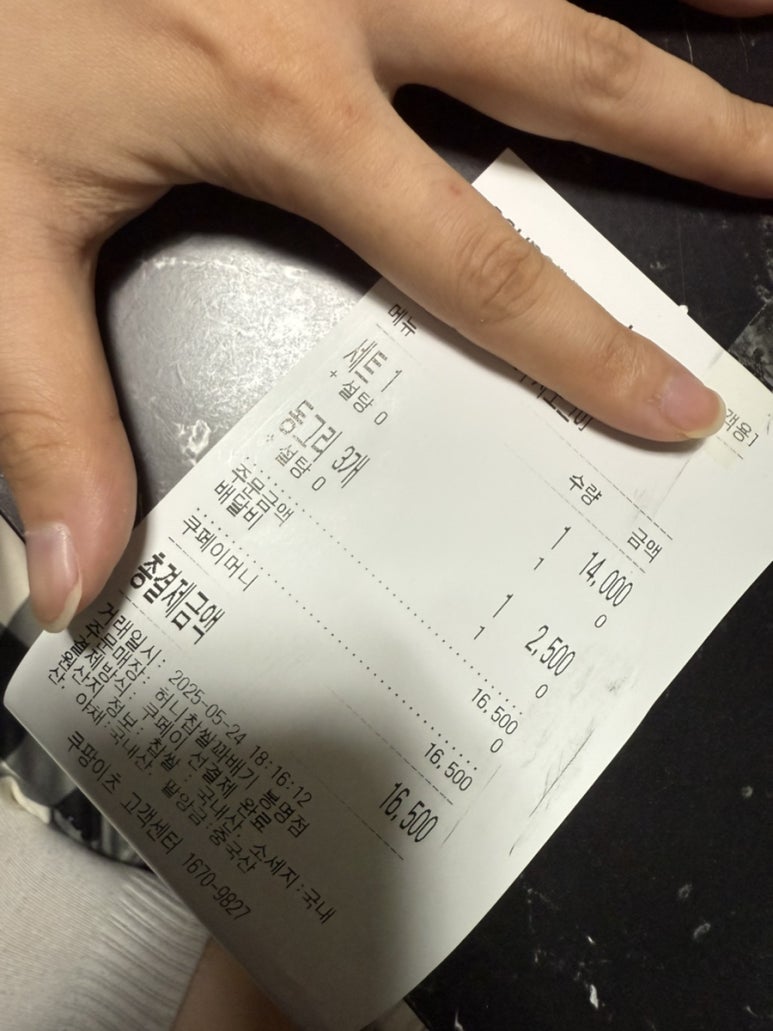 객용]
메뉴 수량 금액
세트 1 1 14,000
+ 설탕 0 1 0
동그리 3개 1 2,500
+ 설탕 0 1 0
주문금액 16,500
배달비 0
쿠페이머니 16,500
총결제금액 16,500
거래일시: 2025-05-24 18:16:12
주문매장: 허니찹쌀꽈배기 봉명점
결제방식: 쿠페이 선결제 완료
원산지 정보: 찹쌀 : 국내산, 소세지:국내
산, 야채:국내산, 팥앙금:중국산
쿠팡이츠 고객센터 1670-9827